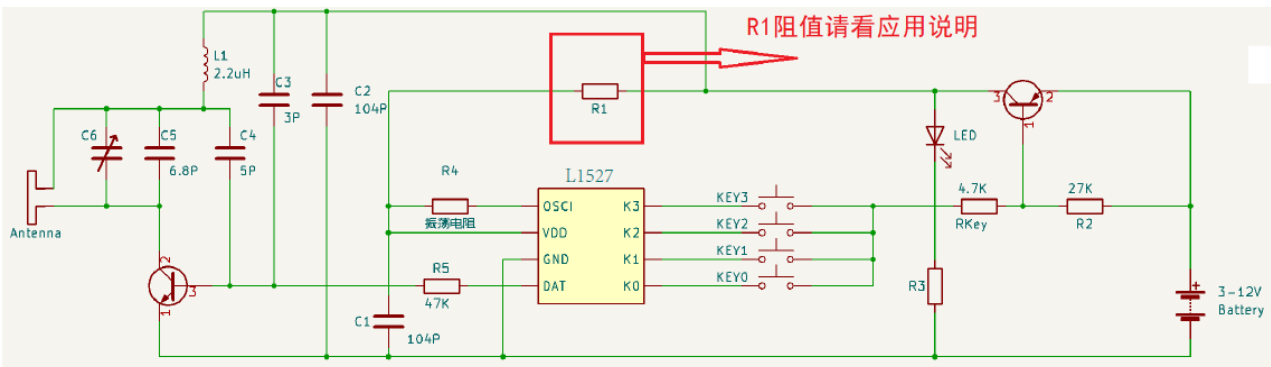 R1阻值请看应用说明
L1
2.2uH
C3
3P
C2
104P
R1
3
2
1
LED
C6
C5
6.8P
C4
5P
R4
振荡电阻
L1527
OSCI
VDD
GND
DAT
K3
K2
K1
K0
KEY3
KEY2
KEY1
KEY0
4.7K
RKey
27K
R2
Antenna
2
3
1
R5
47K
C1
104P
R3
+
3-12V
Battery